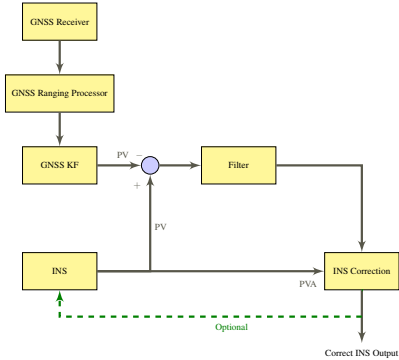 GNSS Receiver
GNSS Ranging Processor
GNSS KF
PV
−
+
Filter
PV
INS
PVA
INS Correction
Optional
Correct INS Output